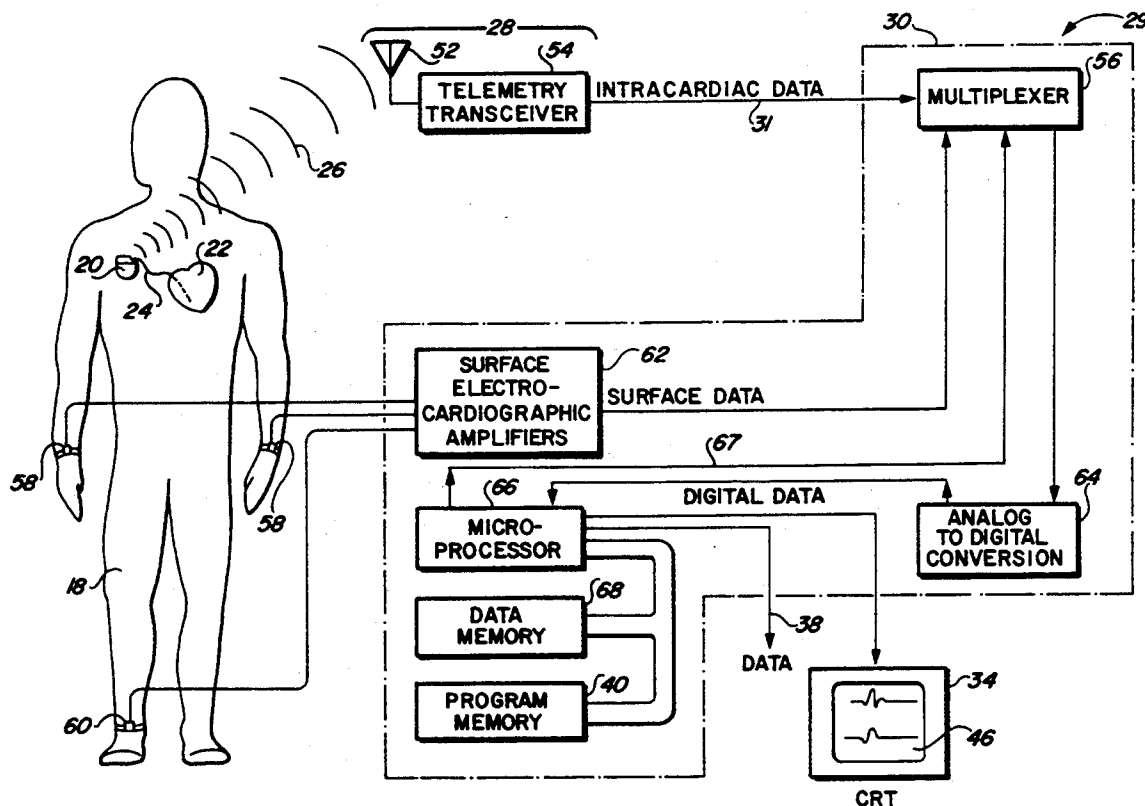 28
29
30
52
54
56
TELEMETRY
TRANSCEIVER
INTRACARDIAC DATA
31
MULTIPLEXER
26
20
22
24
62
SURFACE
ELECTRO-
CARDIOGRAPHIC
AMPLIFIERS
SURFACE DATA
67
58
58
66
DIGITAL DATA
64
MICRO-
PROCESSOR
ANALOG
TO DIGITAL
CONVERSION
18
68
DATA
MEMORY
38
DATA
40
PROGRAM
MEMORY
34
60
46
CRT